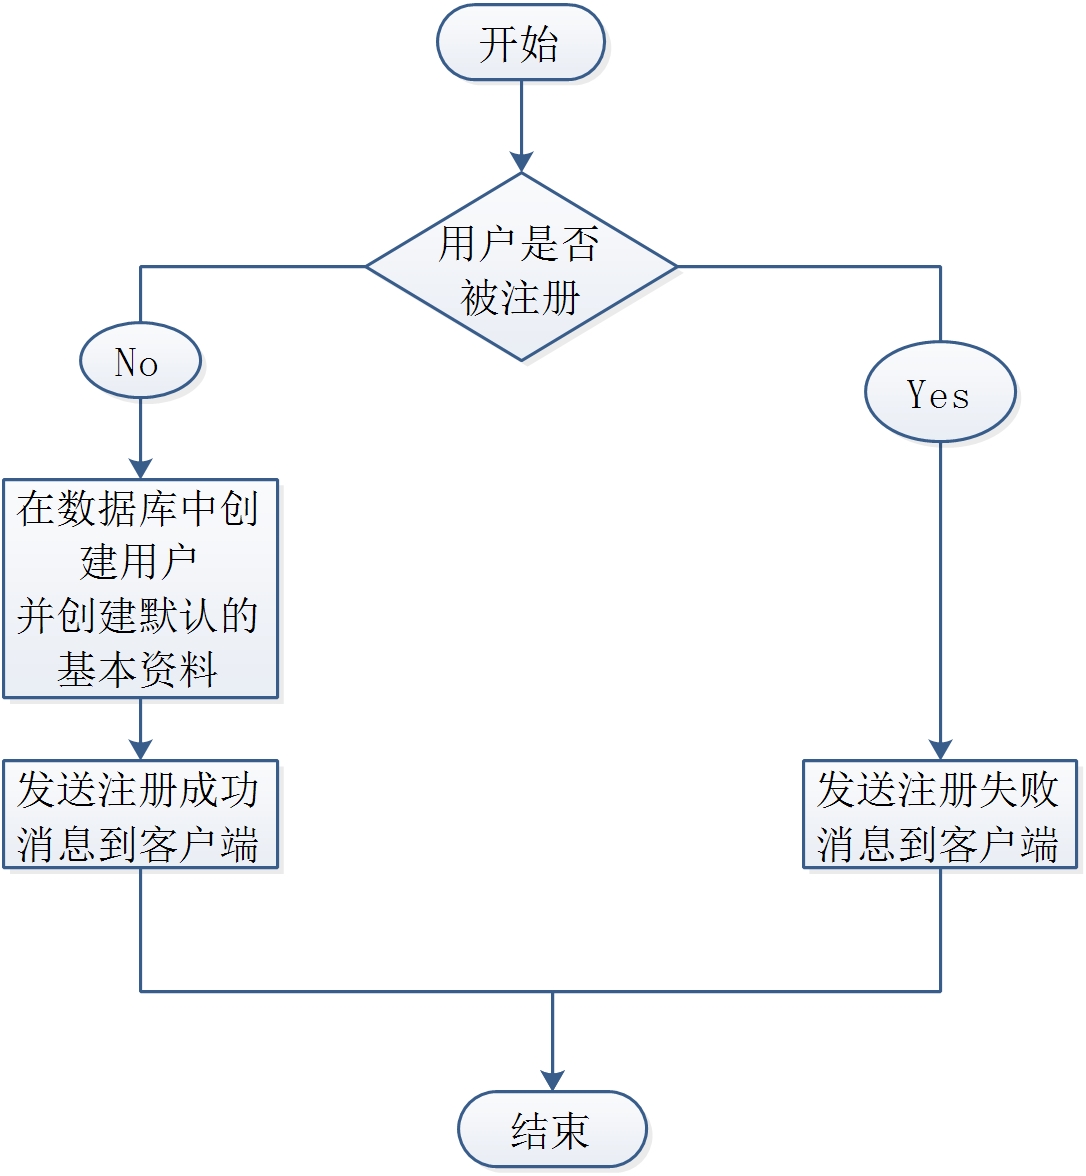 开始
用户是否
被注册
No
Yes
在数据库中创
建用户
并创建默认的
基本资料
发送注册成功
消息到客户端
发送注册失败
消息到客户端
结束